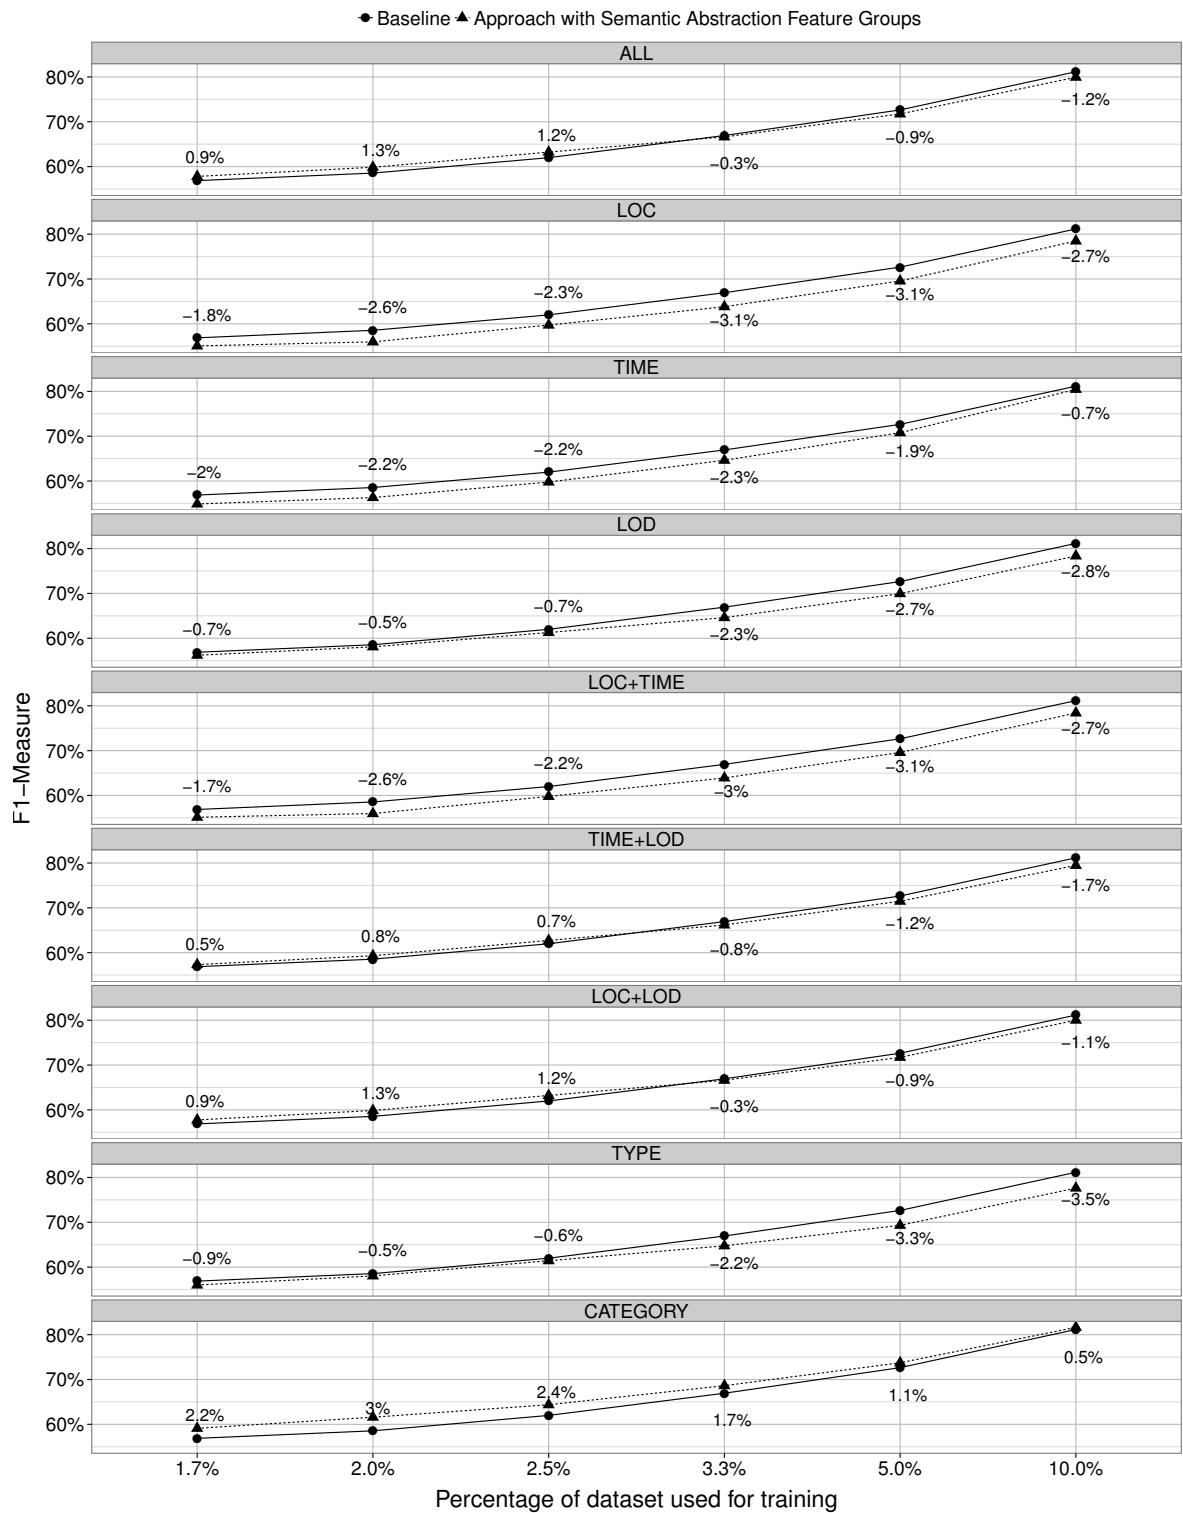 Baseline Approach with Semantic Abstraction Feature Groups
ALL
80%
70%
60%
0.9% 1.3% 1.2% −0.3% −0.9% −1.2%
LOC
80%
70%
60%
−1.8% −2.6% −2.3% −3.1% −3.1% −2.7%
TIME
80%
70%
60%
−2% −2.2% −2.2% −2.3% −1.9% −0.7%
LOD
80%
70%
60%
−0.7% −0.5% −0.7% −2.3% −2.7% −2.8%
LOC+TIME
80%
70%
60%
−1.7% −2.6% −2.2% −3% −3.1% −2.7%
TIME+LOD
80%
70%
60%
0.5% 0.8% 0.7% −0.8% −1.2% −1.7%
LOC+LOD
80%
70%
60%
0.9% 1.3% 1.2% −0.3% −0.9% −1.1%
TYPE
80%
70%
60%
−0.9% −0.5% −0.6% −2.2% −3.3% −3.5%
CATEGORY
80%
70%
60%
2.2% 3% 2.4% 1.7% 1.1% 0.5%
F1−Measure
1.7% 2.0% 2.5% 3.3% 5.0% 10.0%
Percentage of dataset used for training